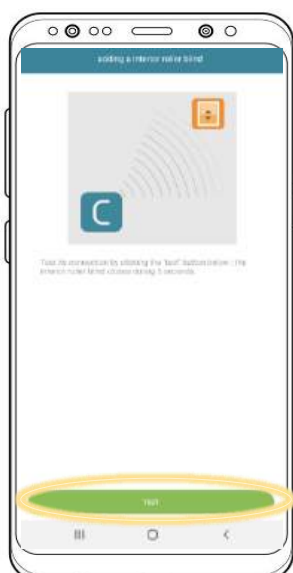 adding a interior roller blind
C
Test its connection by clicking the "test" button below : the
interior roller blind closes during 5 seconds.
TEST